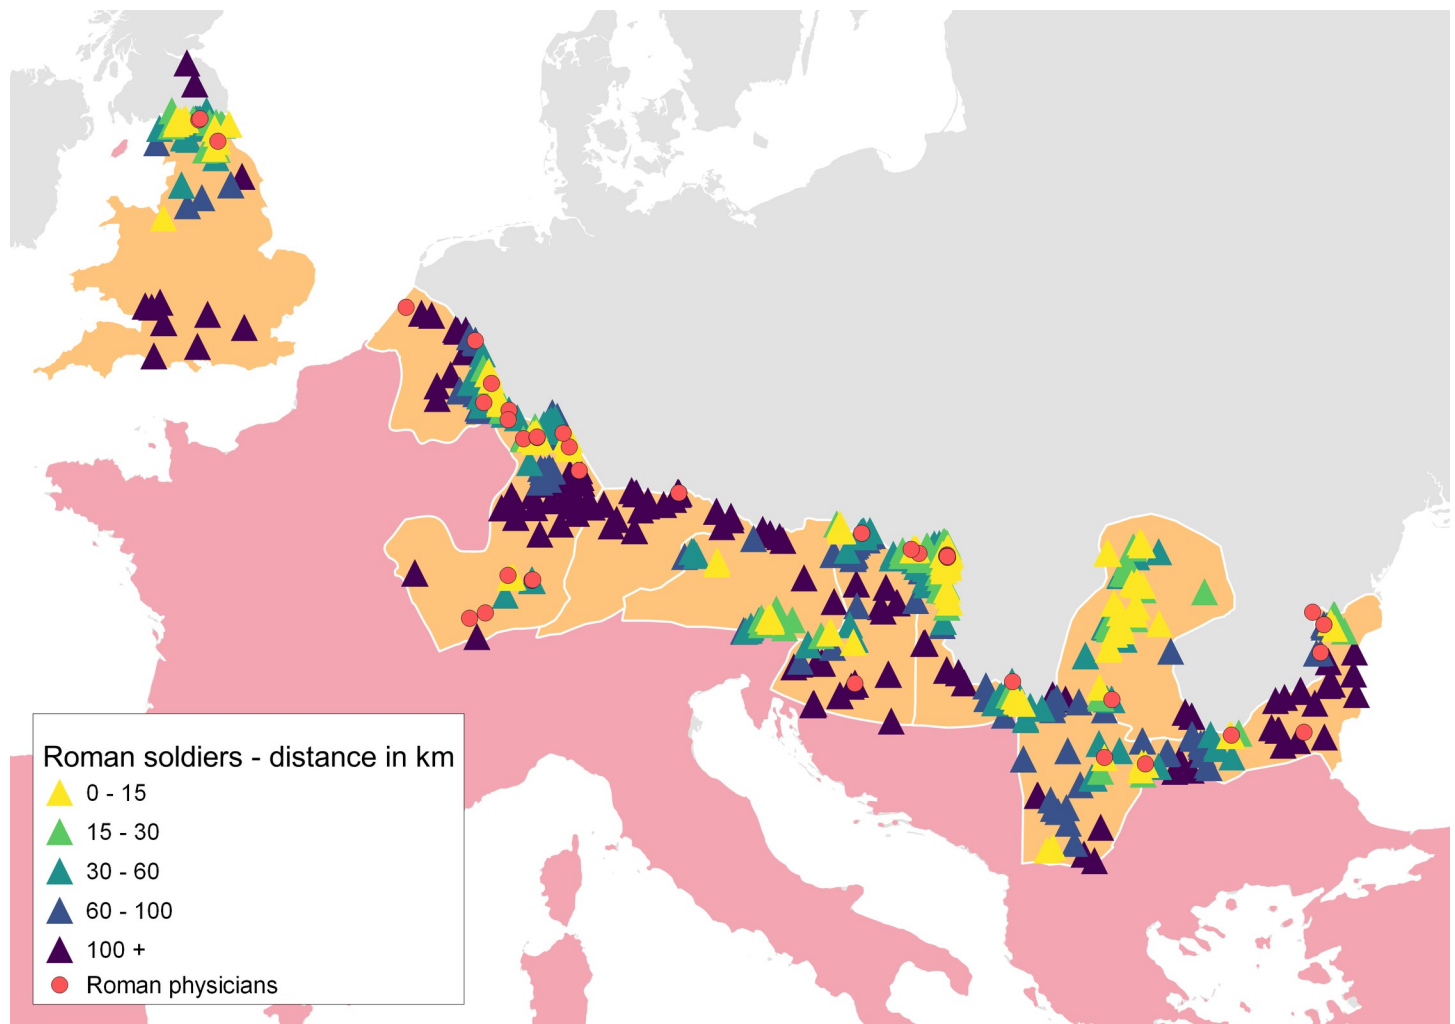 Roman soldiers - distance in km
0 - 15
15 - 30
30 - 60
60 - 100
100 +
Roman physicians